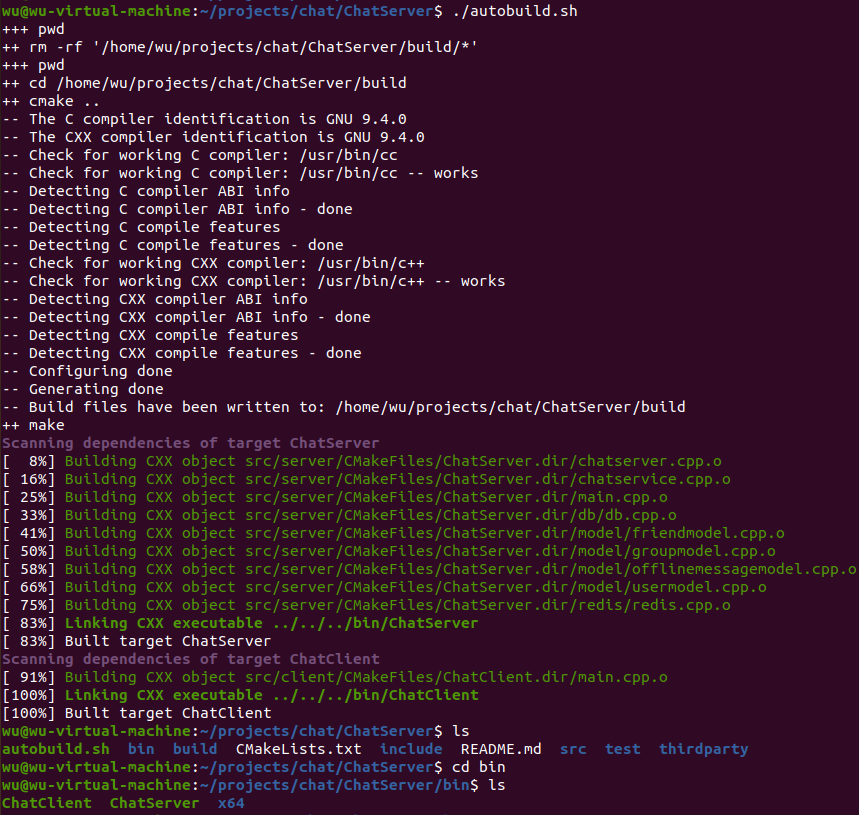 wu@wu-virtual-machine:~/projects/chat/ChatServer$ ./autobuild.sh
+++ pwd
++ rm -rf '/home/wu/projects/chat/ChatServer/build/*'
+++ pwd
++ cd /home/wu/projects/chat/ChatServer/build
++ cmake ..
-- The C compiler identification is GNU 9.4.0
-- The CXX compiler identification is GNU 9.4.0
-- Check for working C compiler: /usr/bin/cc
-- Check for working C compiler: /usr/bin/cc -- works
-- Detecting C compiler ABI info
-- Detecting C compiler ABI info - done
-- Detecting C compile features
-- Detecting C compile features - done
-- Check for working CXX compiler: /usr/bin/c++
-- Check for working CXX compiler: /usr/bin/c++ -- works
-- Detecting CXX compiler ABI info
-- Detecting CXX compiler ABI info - done
-- Detecting CXX compile features
-- Detecting CXX compile features - done
-- Configuring done
-- Generating done
-- Build files have been written to: /home/wu/projects/chat/ChatServer/build
++ make
Scanning dependencies of target ChatServer
[  8%] Building CXX object src/server/CMakeFiles/ChatServer.dir/chatserver.cpp.o
[ 16%] Building CXX object src/server/CMakeFiles/ChatServer.dir/chatservice.cpp.o
[ 25%] Building CXX object src/server/CMakeFiles/ChatServer.dir/main.cpp.o
[ 33%] Building CXX object src/server/CMakeFiles/ChatServer.dir/db/db.cpp.o
[ 41%] Building CXX object src/server/CMakeFiles/ChatServer.dir/model/friendmodel.cpp.o
[ 50%] Building CXX object src/server/CMakeFiles/ChatServer.dir/model/groupmodel.cpp.o
[ 58%] Building CXX object src/server/CMakeFiles/ChatServer.dir/model/offlinemessagemodel.cpp.o
[ 66%] Building CXX object src/server/CMakeFiles/ChatServer.dir/model/usermodel.cpp.o
[ 75%] Building CXX object src/server/CMakeFiles/ChatServer.dir/redis/redis.cpp.o
[ 83%] Linking CXX executable ../../../bin/ChatServer
[ 83%] Built target ChatServer
Scanning dependencies of target ChatClient
[ 91%] Building CXX object src/client/CMakeFiles/ChatClient.dir/main.cpp.o
[100%] Linking CXX executable ../../../bin/ChatClient
[100%] Built target ChatClient
wu@wu-virtual-machine:~/projects/chat/ChatServer$ ls
autobuild.sh  bin  build  CMakeLists.txt  include  README.md  src  test  thirdparty
wu@wu-virtual-machine:~/projects/chat/ChatServer$ cd bin
wu@wu-virtual-machine:~/projects/chat/ChatServer/bin$ ls
ChatClient  ChatServer  x64